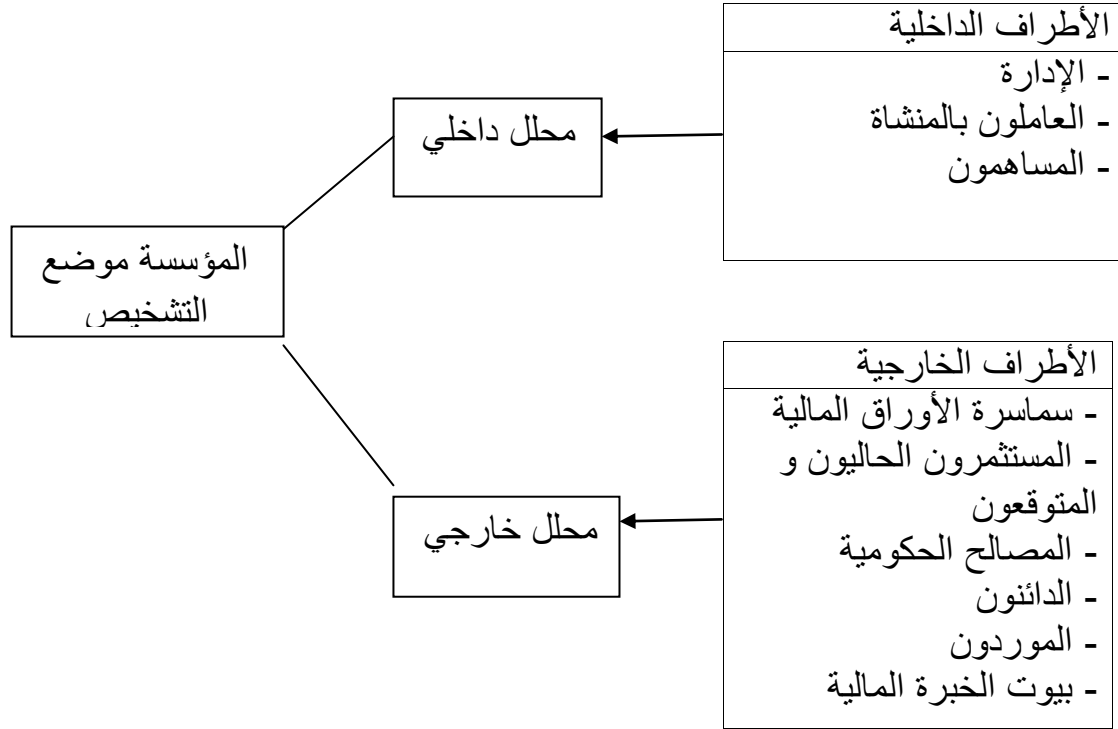 الأطراف الداخلية
- الإدارة
- العاملون بالمنشاة
- المساهمون
محلل داخلي
المؤسسة موضع
التشخيص
الأطراف الخارجية
- سماسرة الأوراق المالية
- المستثمرون الحاليون و
المتوقعون
- المصالح الحكومية
- الدائنون
- الموردون
- بيوت الخبرة المالية
محلل خارجي